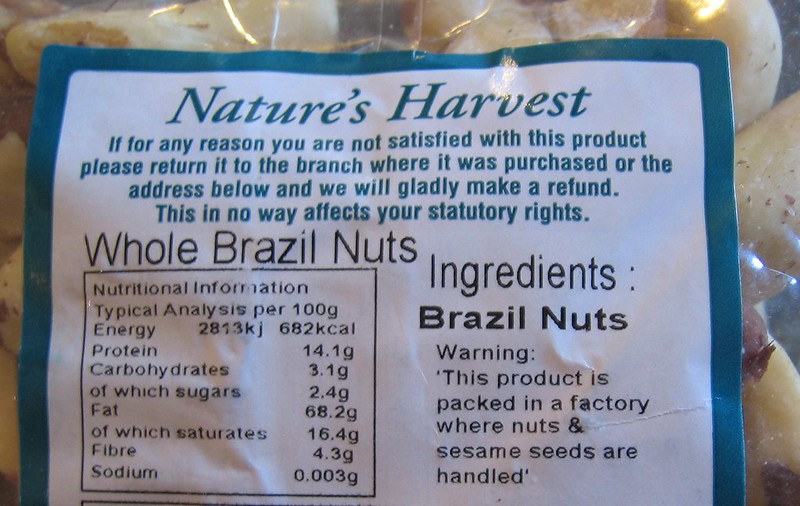 Nature's Harvest
If for any reason you are not satisfied with this product
please return it to the branch where it was purchased or the
address below and we will gladly make a refund.
This in no way affects your statutory rights.
Whole Brazil Nuts
Nutritional Information
Typical Analysis per 100g
Energy 2813kj 682kcal
Protein 14.1g
Carbohydrates 3.1g
of which sugars 2.4g
Fat 68.2g
of which saturates 16.4g
Fibre 4.3g
Sodium 0.003g
Ingredients :
Brazil Nuts
Warning:
'This product is
packed in a factory
where nuts &
sesame seeds are
handled'